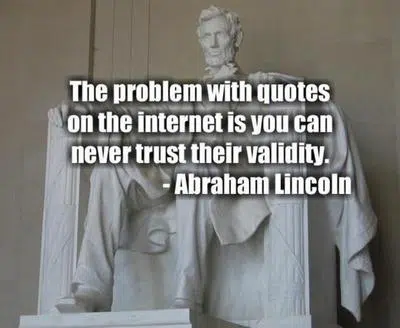 The problem with quotes
on the internet is you can
never trust their validity.
- Abraham Lincoln